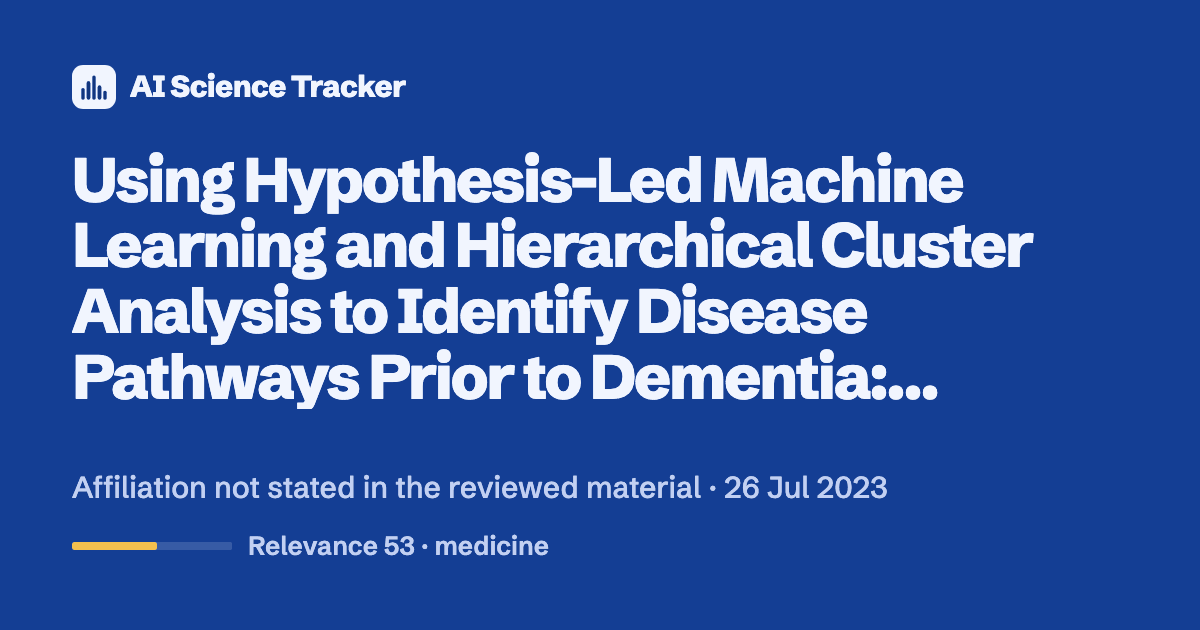 AI Science Tracker
Using Hypothesis-Led Machine
Learning and Hierarchical Cluster
Analysis to Identify Disease
Pathways Prior to Dementia:...
Affiliation not stated in the reviewed material · 26 Jul 2023
Relevance 53 · medicine